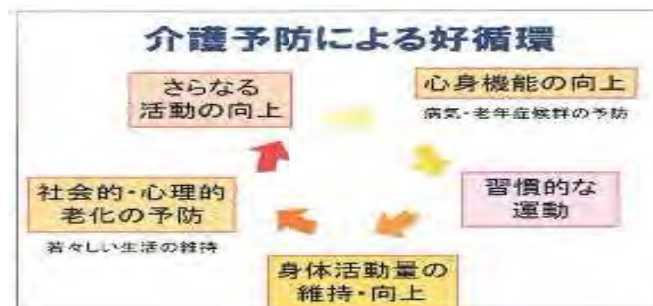 介護予防による好循環
さらなる
活動の向上
心身機能の向上
病気・老年症候群の予防
習慣的な
運動
身体活動量の
維持・向上
社会的・心理的
老化の予防
若々しい生活の維持